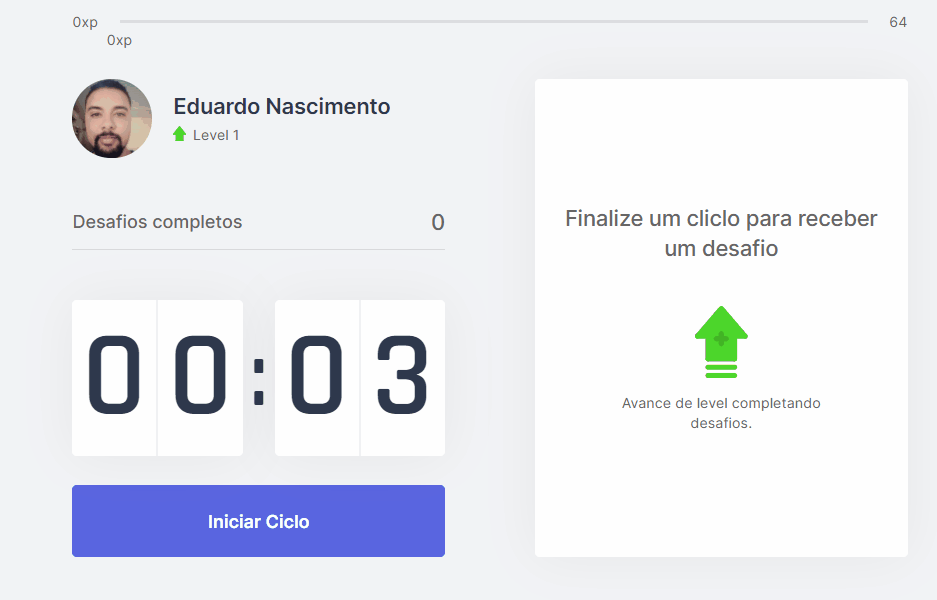 0xp 64
0xp
Eduardo Nascimento
Level 1
Desafios completos 0
00:03
Iniciar Ciclo
Finalize um cliclo para receber
um desafio
Avance de level completando
desafios.